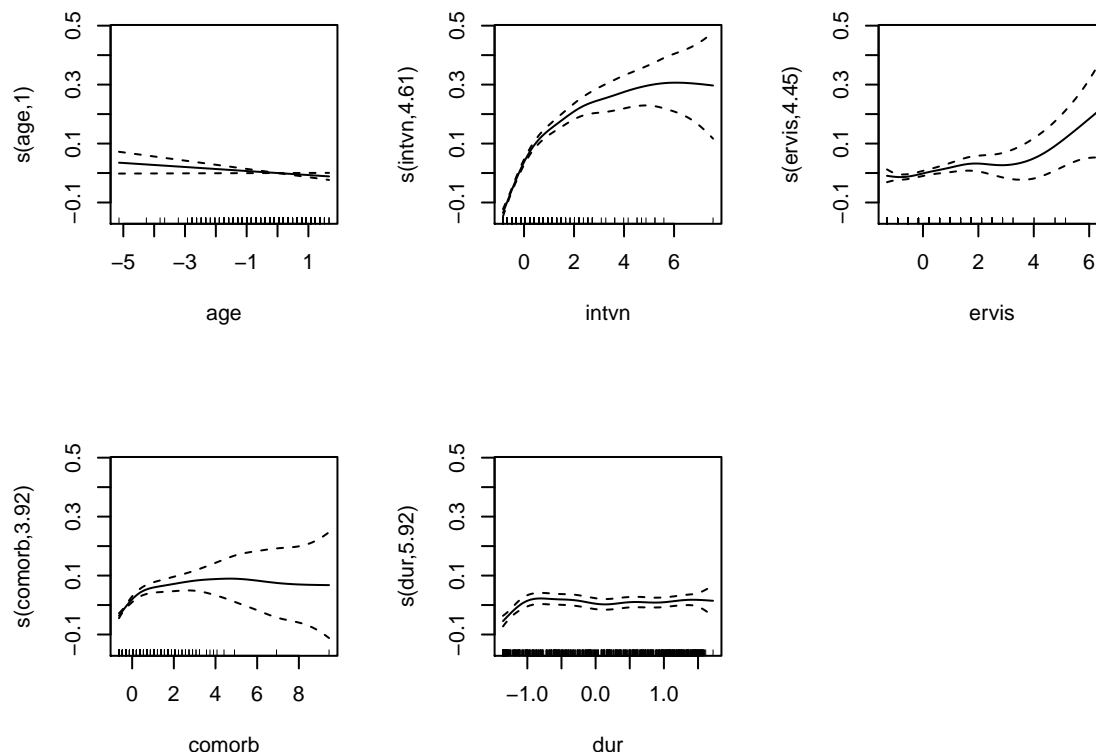 s(age,1)
−0.1 0.1 0.3 0.5
−5 −3 −1 1
age
s(intvn,4.61)
−0.1 0.1 0.3 0.5
0 2 4 6
intvn
s(ervis,4.45)
−0.1 0.1 0.3 0.5
0 2 4 6
ervis
s(comorb,3.92)
−0.1 0.1 0.3 0.5
0 2 4 6 8
comorb
s(dur,5.92)
−0.1 0.1 0.3 0.5
−1.0 0.0 1.0
dur